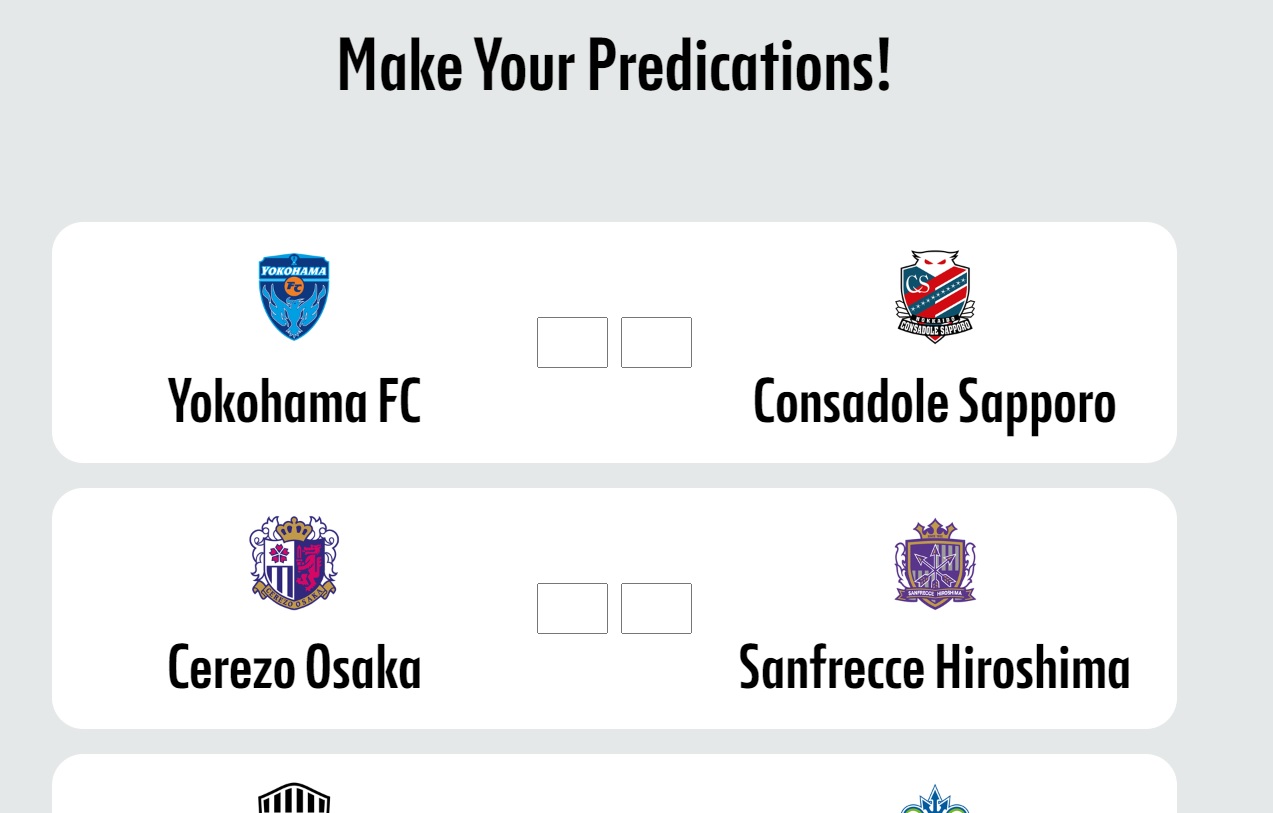 Make Your Predications!
YOKOHAMA
FC
Yokohama FC
CS
HOKKAIDO
CONSADOLE SAPPORO
Consadole Sapporo
CEREZO OSAKA
Cerezo Osaka
SANFRECCE HIROSHIMA
Sanfrecce Hiroshima